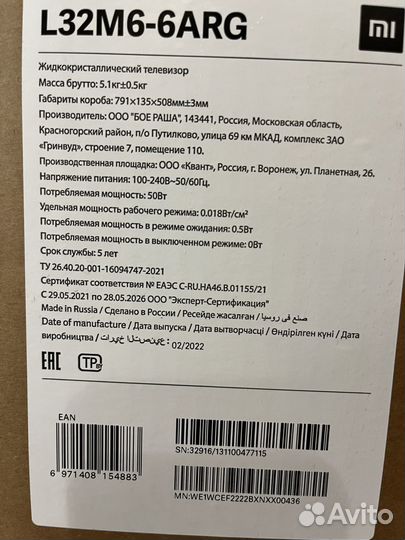 L32M6-6ARG
mi
Жидкокристаллический телевизор
Масса брутто: 5.1кг±0.5кг
Габариты короба: 791×135×508мм±3мм
Производитель: ООО "БОЕ РАША", 143441, Россия, Московская область,
Красногорский район, п/о Путилково, улица 69 км МКАД, комплекс ЗАО
«Гринвуд», строение 7, помещение 110.
Производственная площадка: ООО «Квант», Россия, г. Воронеж, ул. Планетная, 26.
Напряжение питания: 100-240В~50/60Гц.
Потребляемая мощность: 50Вт
Удельная мощность рабочего режима: 0.018Вт/см²
Потребляемая мощность в режиме ожидания: 0.5Вт
Потребляемая мощность в выключенном режиме: 0Вт
Срок службы: 5 лет
ТУ 26.40.20-001-16094747-2021
Сертификат соответствия № ЕАЭС C-RU.HA46.B.01155/21
С 29.05.2021 по 28.05.2026 ООО "Эксперт-Сертификация"
Made in Russia / Сделано в России / Ресейде жасалған / صنع في روسيا
Date of manufacture / Дата выпуска / Дата вытворчасці / Өндірілген күні / Дата
виробництва / تاريخ التصنيع: 02/2022
EAC
TP
EAN
6 971408 154883
SN:32916/131100477115
MN:WE1WCEF2222BXNXX00436
Avito